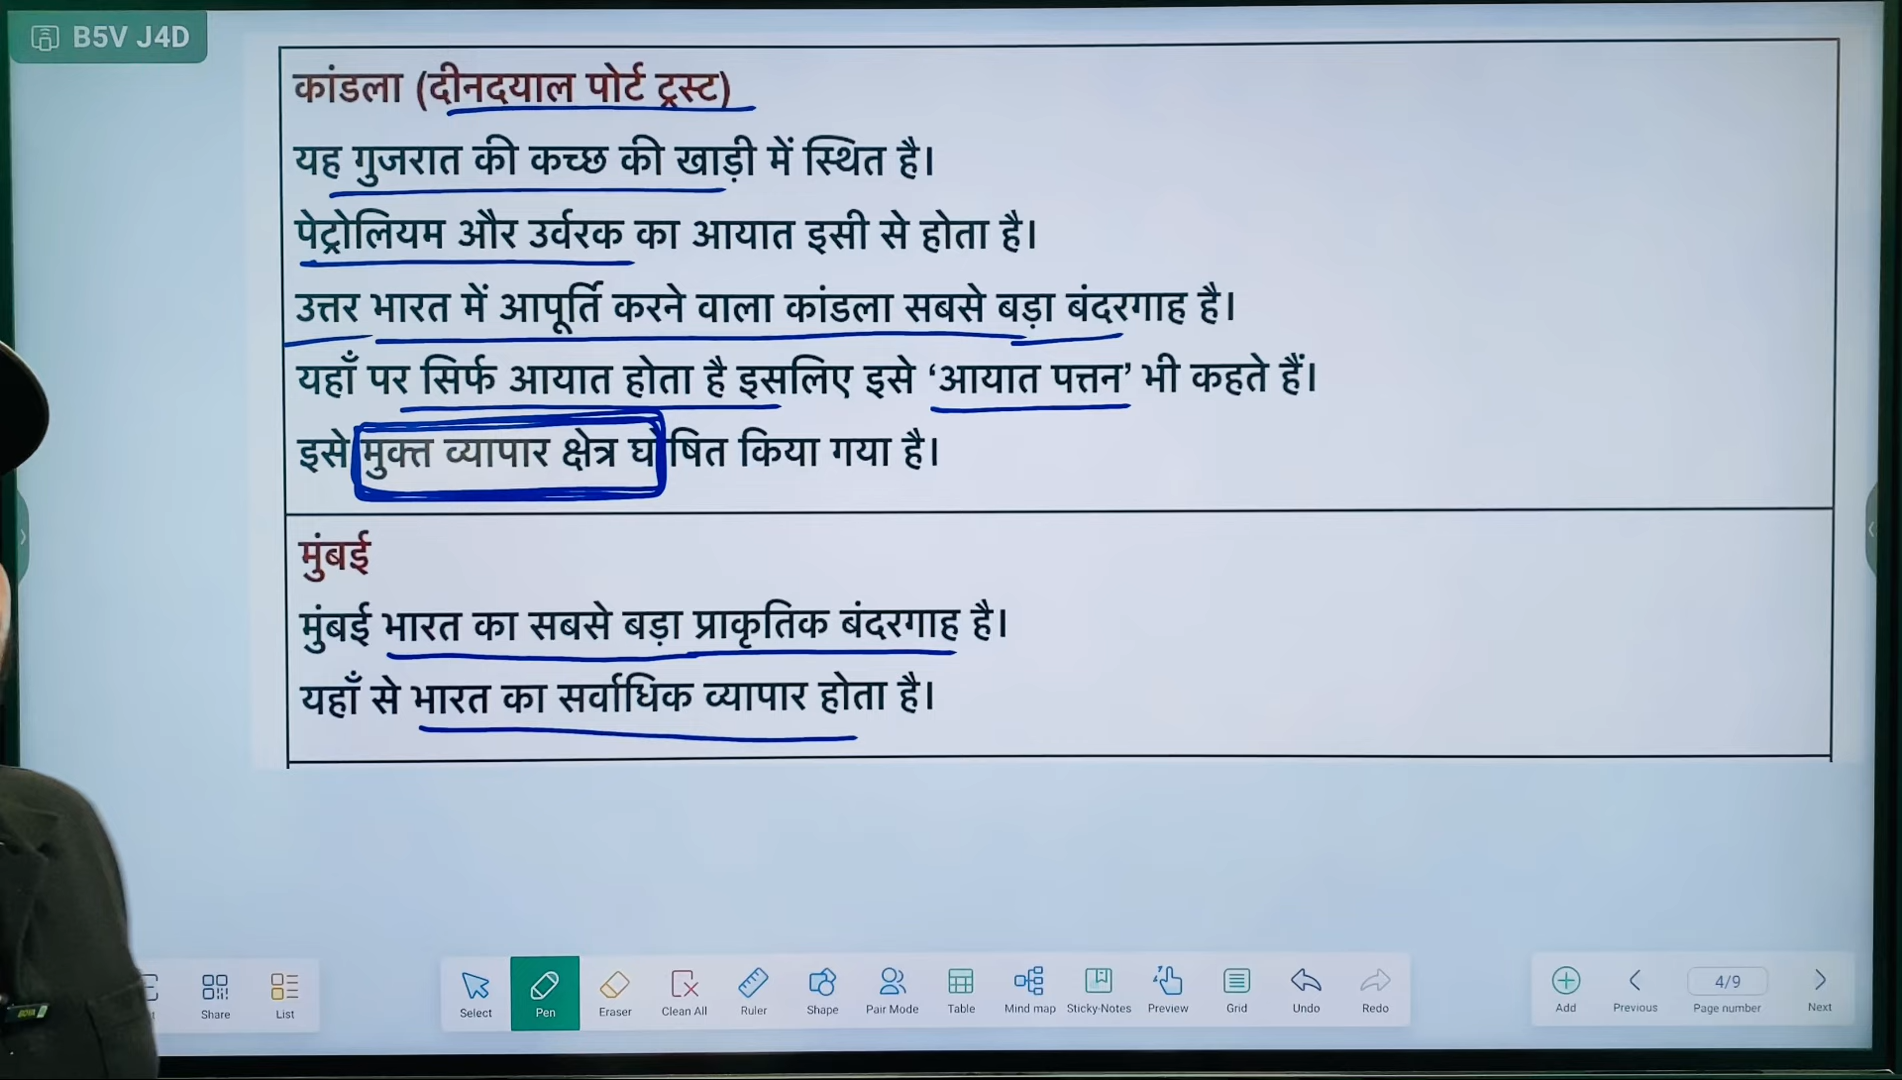 B5V J4D
कांडला (दीनदयाल पोर्ट ट्रस्ट)
यह गुजरात की कच्छ की खाड़ी में स्थित है।
पेट्रोलियम और उर्वरक का आयात इसी से होता है।
उत्तर भारत में आपूर्ति करने वाला कांडला सबसे बड़ा बंदरगाह है।
यहाँ पर सिर्फ आयात होता है इसलिए इसे ‘आयात पत्तन’ भी कहते हैं।
इसे मुक्त व्यापार क्षेत्र घोषित किया गया है।
मुंबई
मुंबई भारत का सबसे बड़ा प्राकृतिक बंदरगाह है।
यहाँ से भारत का सर्वाधिक व्यापार होता है।
Share List Select Pen Eraser Clean All Ruler Shape Pair Mode Table Mind map Sticky-Notes Preview Grid Undo Redo Add Previous 4/9 Page number Next
BOYA